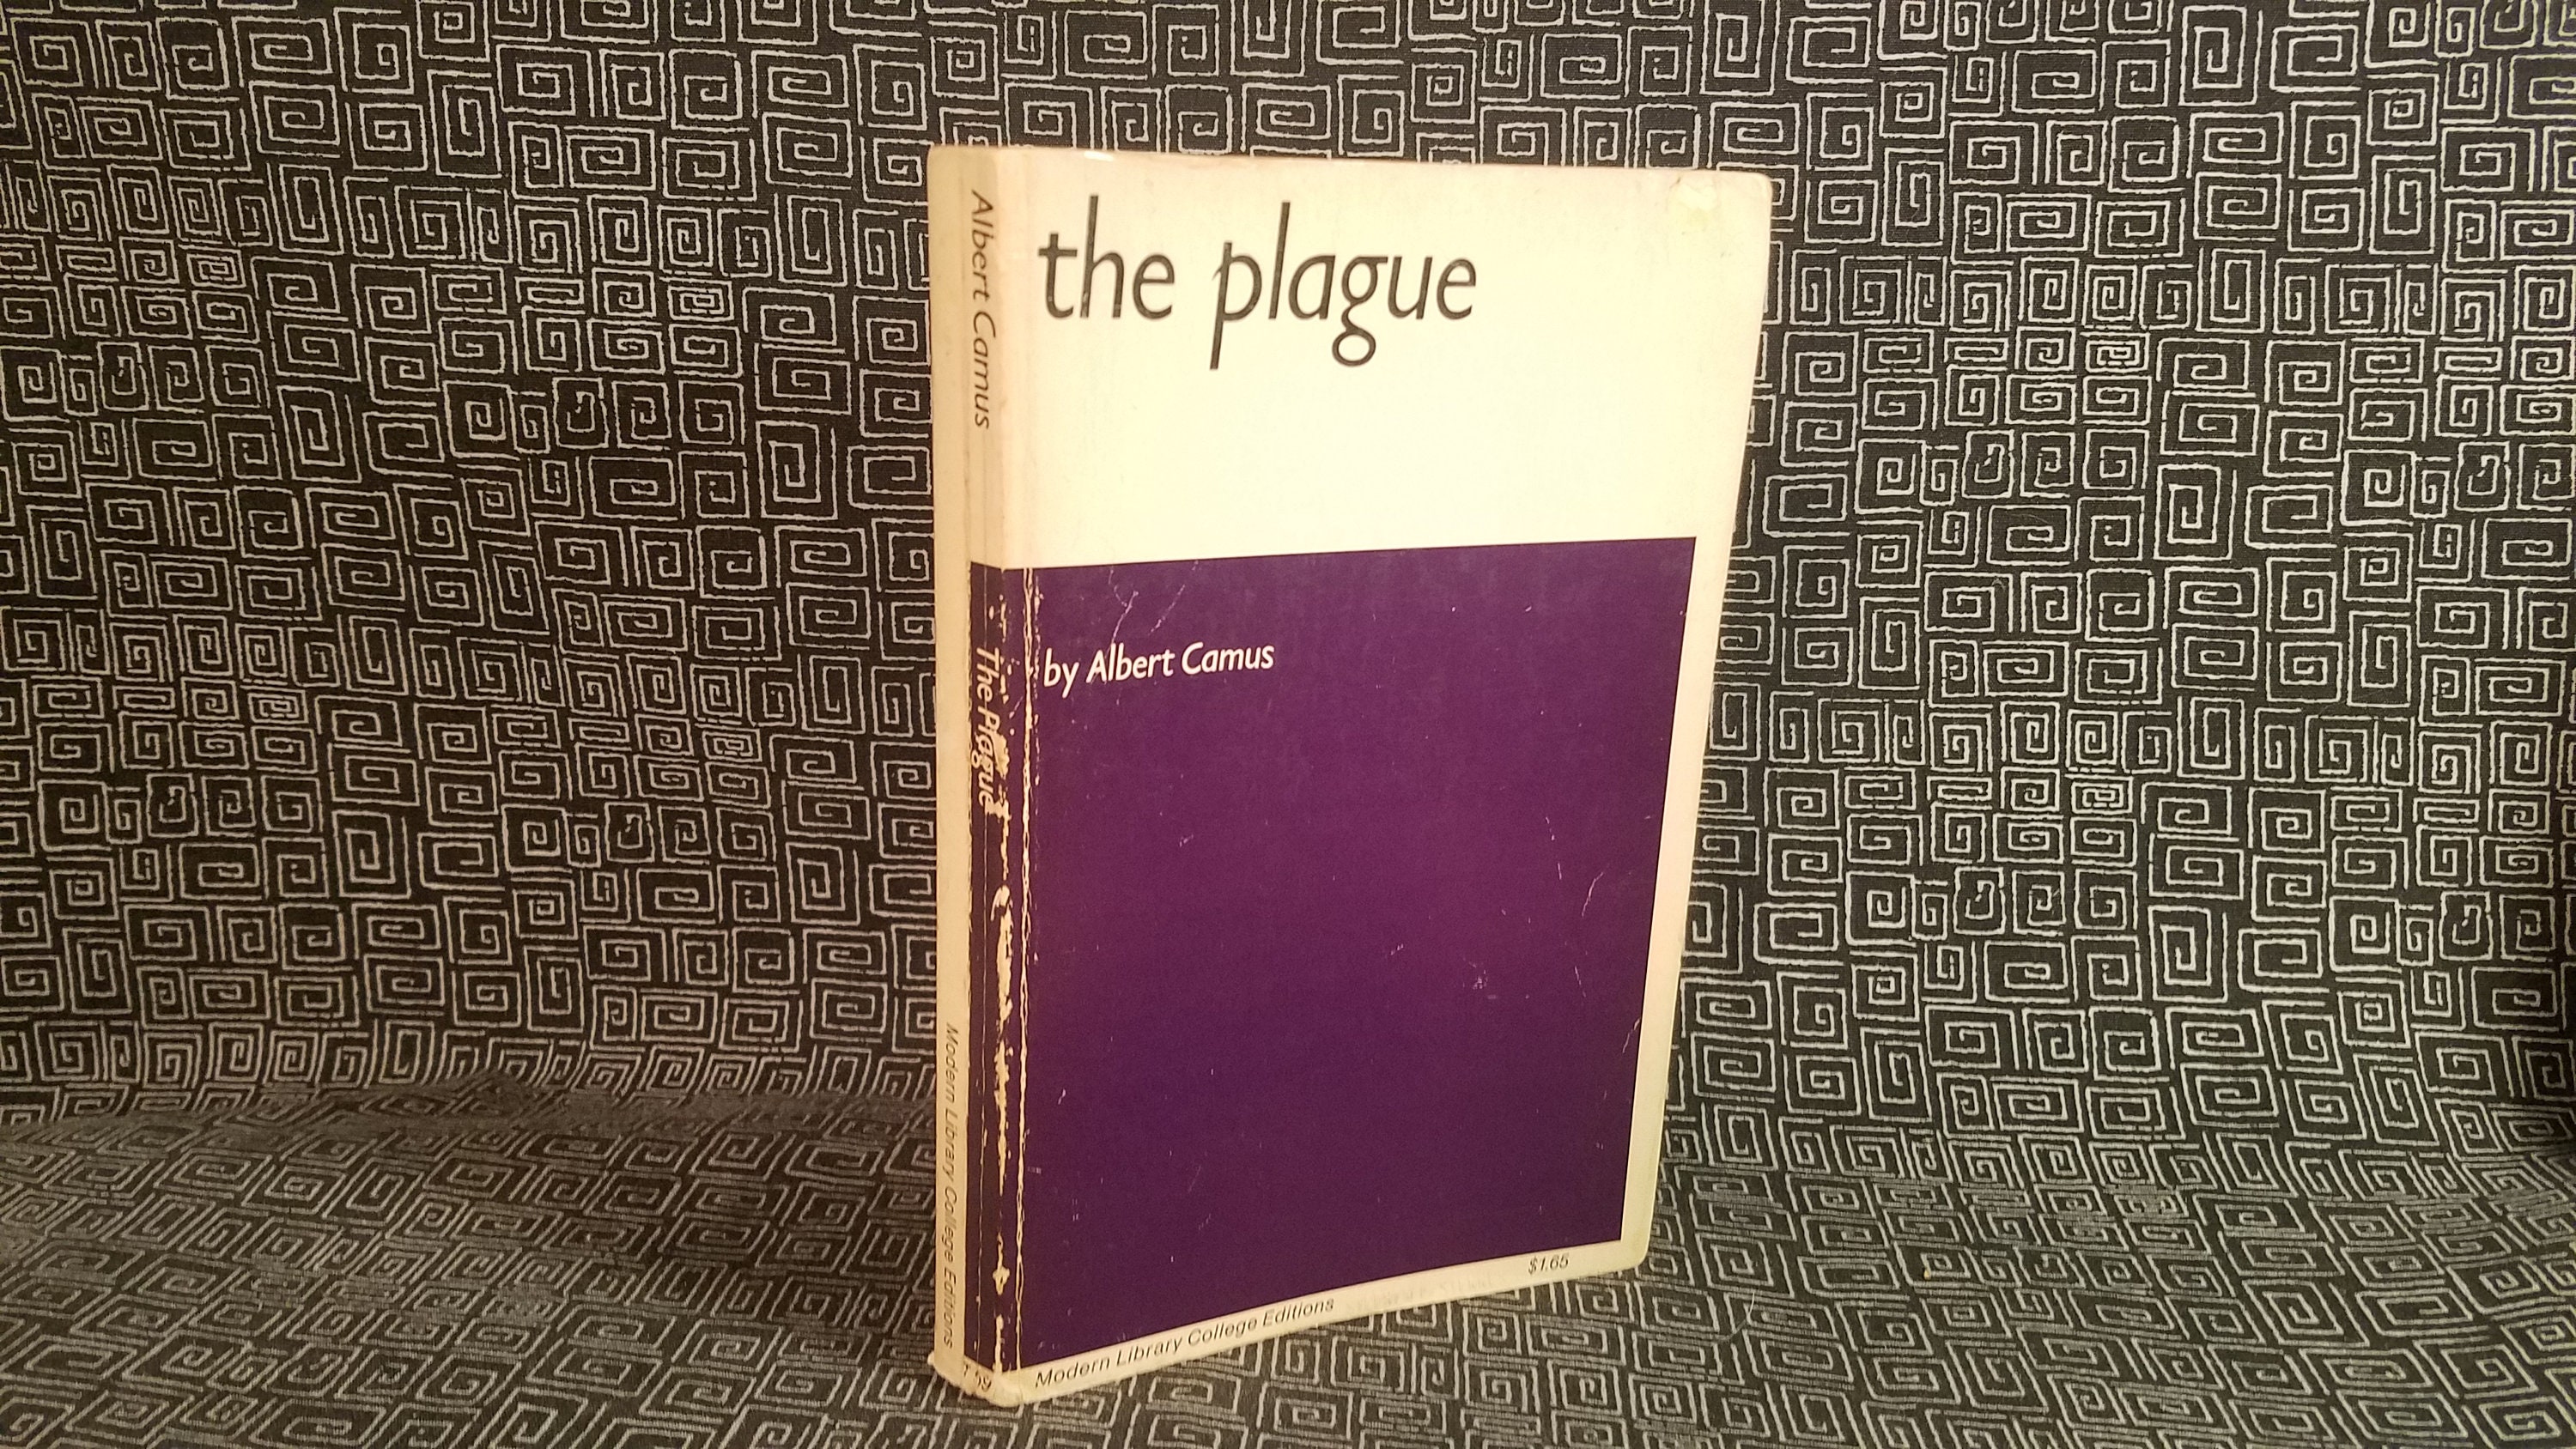 the plague
by Albert Camus
$1.65
Modern Library College Editions
Albert Camus
The Plague
Modern Library College Editions
T59